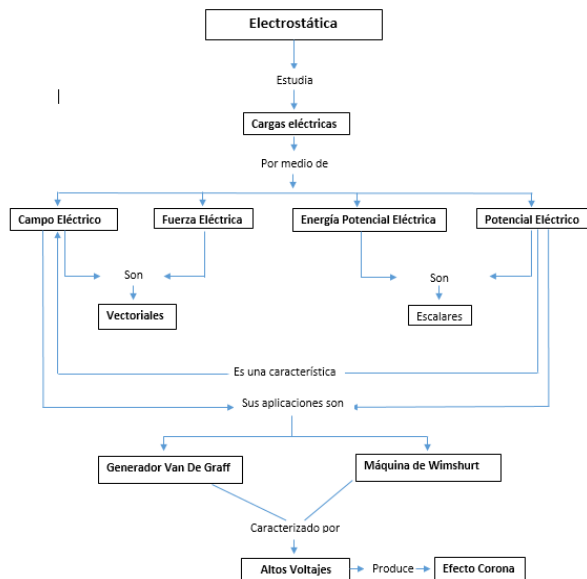 Electrostática
Estudia
Cargas eléctricas
Por medio de
Campo Eléctrico
Fuerza Eléctrica
Energía Potencial Eléctrica
Potencial Eléctrico
Son
Son
Vectoriales
Escalares
Es una característica
Sus aplicaciones son
Generador Van De Graff
Máquina de Wimshurt
Caracterizado por
Altos Voltajes
Produce
Efecto Corona